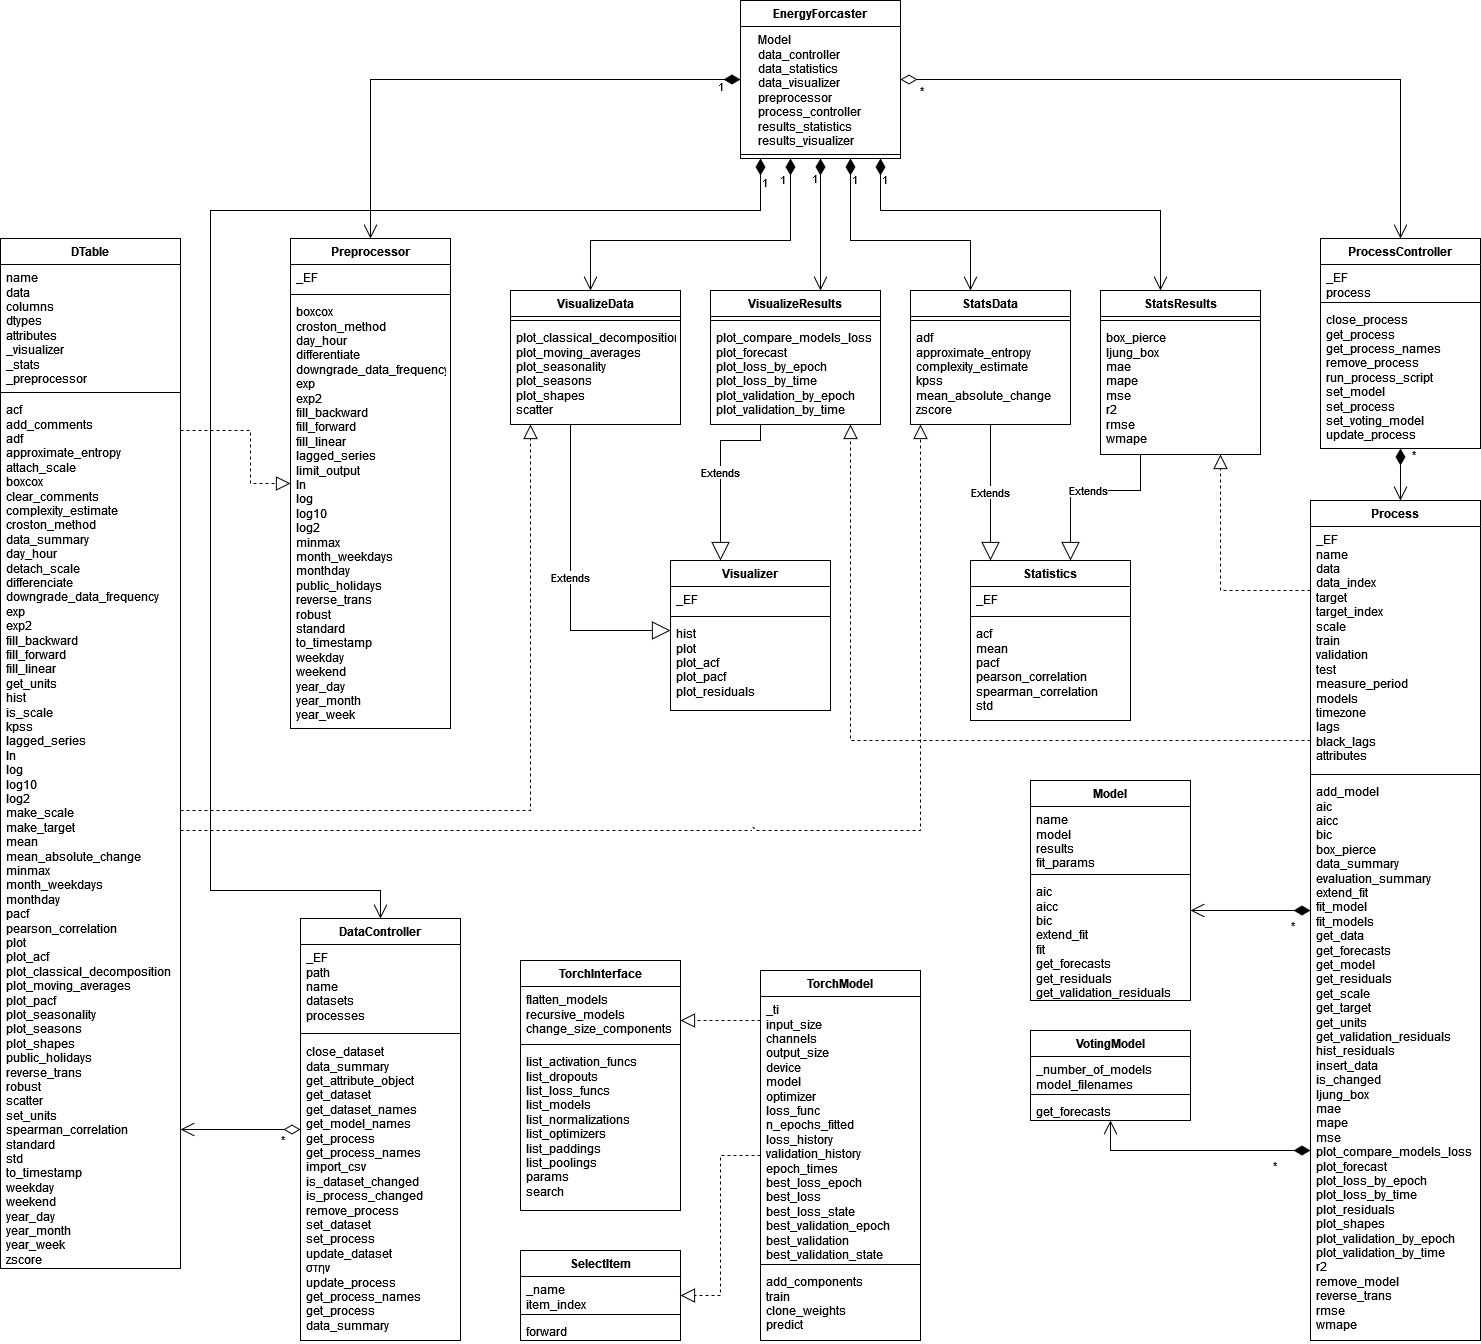 EnergyForcaster
Model
data_controller
data_statistics
data_visualizer
preprocessor
process_controller
results_statistics
results_visualizer
1
*
1
1
1
1
1
DTable
name
data
columns
dtypes
attributes
_visualizer
_stats
_preprocessor
acf
add_comments
adf
approximate_entropy
attach_scale
boxcox
clear_comments
complexity_estimate
croston_method
data_summary
day_hour
detach_scale
differenciate
downgrade_data_frequency
exp
exp2
fill_backward
fill_forward
fill_linear
get_units
hist
is_scale
kpss
lagged_series
ln
log
log10
log2
make_scale
make_target
mean
mean_absolute_change
minmax
month_weekdays
monthday
pacf
pearson_correlation
plot
plot_acf
plot_classical_decomposition
plot_moving_averages
plot_pacf
plot_seasonality
plot_seasons
plot_shapes
public_holidays
reverse_trans
robust
scatter
set_units
spearman_correlation
standard
std
to_timestamp
weekday
weekend
year_day
year_month
year_week
zscore
Preprocessor
_EF
boxcox
croston_method
day_hour
differentiate
downgrade_data_frequency
exp
exp2
fill_backward
fill_forward
fill_linear
lagged_series
limit_output
ln
log
log10
log2
minmax
month_weekdays
monthday
public_holidays
reverse_trans
robust
standard
to_timestamp
weekday
weekend
year_day
year_month
year_week
VisualizeData
plot_classical_decomposition
plot_moving_averages
plot_seasonality
plot_seasons
plot_shapes
scatter
VisualizeResults
plot_compare_models_loss
plot_forecast
plot_loss_by_epoch
plot_loss_by_time
plot_validation_by_epoch
plot_validation_by_time
StatsData
adf
approximate_entropy
complexity_estimate
kpss
mean_absolute_change
zscore
StatsResults
box_pierce
ljung_box
mae
mape
mse
r2
rmse
wmape
ProcessController
_EF
process
close_process
get_process
get_process_names
remove_process
run_process_script
set_model
set_process
set_voting_model
update_process
*
Extends
Extends
Extends
Extends
Visualizer
_EF
hist
plot
plot_acf
plot_pacf
plot_residuals
Statistics
_EF
acf
mean
pacf
pearson_correlation
spearman_correlation
std
Process
_EF
name
data
data_index
target
target_index
scale
train
validation
test
measure_period
models
timezone
lags
black_lags
attributes
add_model
aic
aicc
bic
box_pierce
data_summary
evaluation_summary
extend_fit
fit_model
fit_models
get_data
get_forecasts
get_model
get_residuals
get_scale
get_target
get_units
get_validation_residuals
hist_residuals
insert_data
is_changed
ljung_box
mae
mape
mse
plot_compare_models_loss
plot_forecast
plot_loss_by_epoch
plot_loss_by_time
plot_residuals
plot_shapes
plot_validation_by_epoch
plot_validation_by_time
r2
remove_model
reverse_trans
rmse
wmape
Model
name
model
results
fit_params
aic
aicc
bic
extend_fit
fit
get_forecasts
get_residuals
get_validation_residuals
*
VotingModel
_number_of_models
model_filenames
get_forecasts
*
DataController
_EF
path
name
datasets
processes
close_dataset
data_summary
get_attribute_object
get_dataset
get_dataset_names
get_model_names
get_process
get_process_names
import_csv
is_dataset_changed
is_process_changed
remove_process
set_dataset
set_process
update_dataset
στην
update_process
get_process_names
get_process
data_summary
*
TorchInterface
flatten_models
recursive_models
change_size_components
list_activation_funcs
list_dropouts
list_loss_funcs
list_models
list_normalizations
list_optimizers
list_paddings
list_poolings
params
search
SelectItem
_name
item_index
forward
TorchModel
_ti
input_size
channels
output_size
device
model
optimizer
loss_func
n_epochs_fitted
loss_history
validation_history
epoch_times
best_loss_epoch
best_loss
best_loss_state
best_validation_epoch
best_validation
best_validation_state
add_components
train
clone_weights
predict